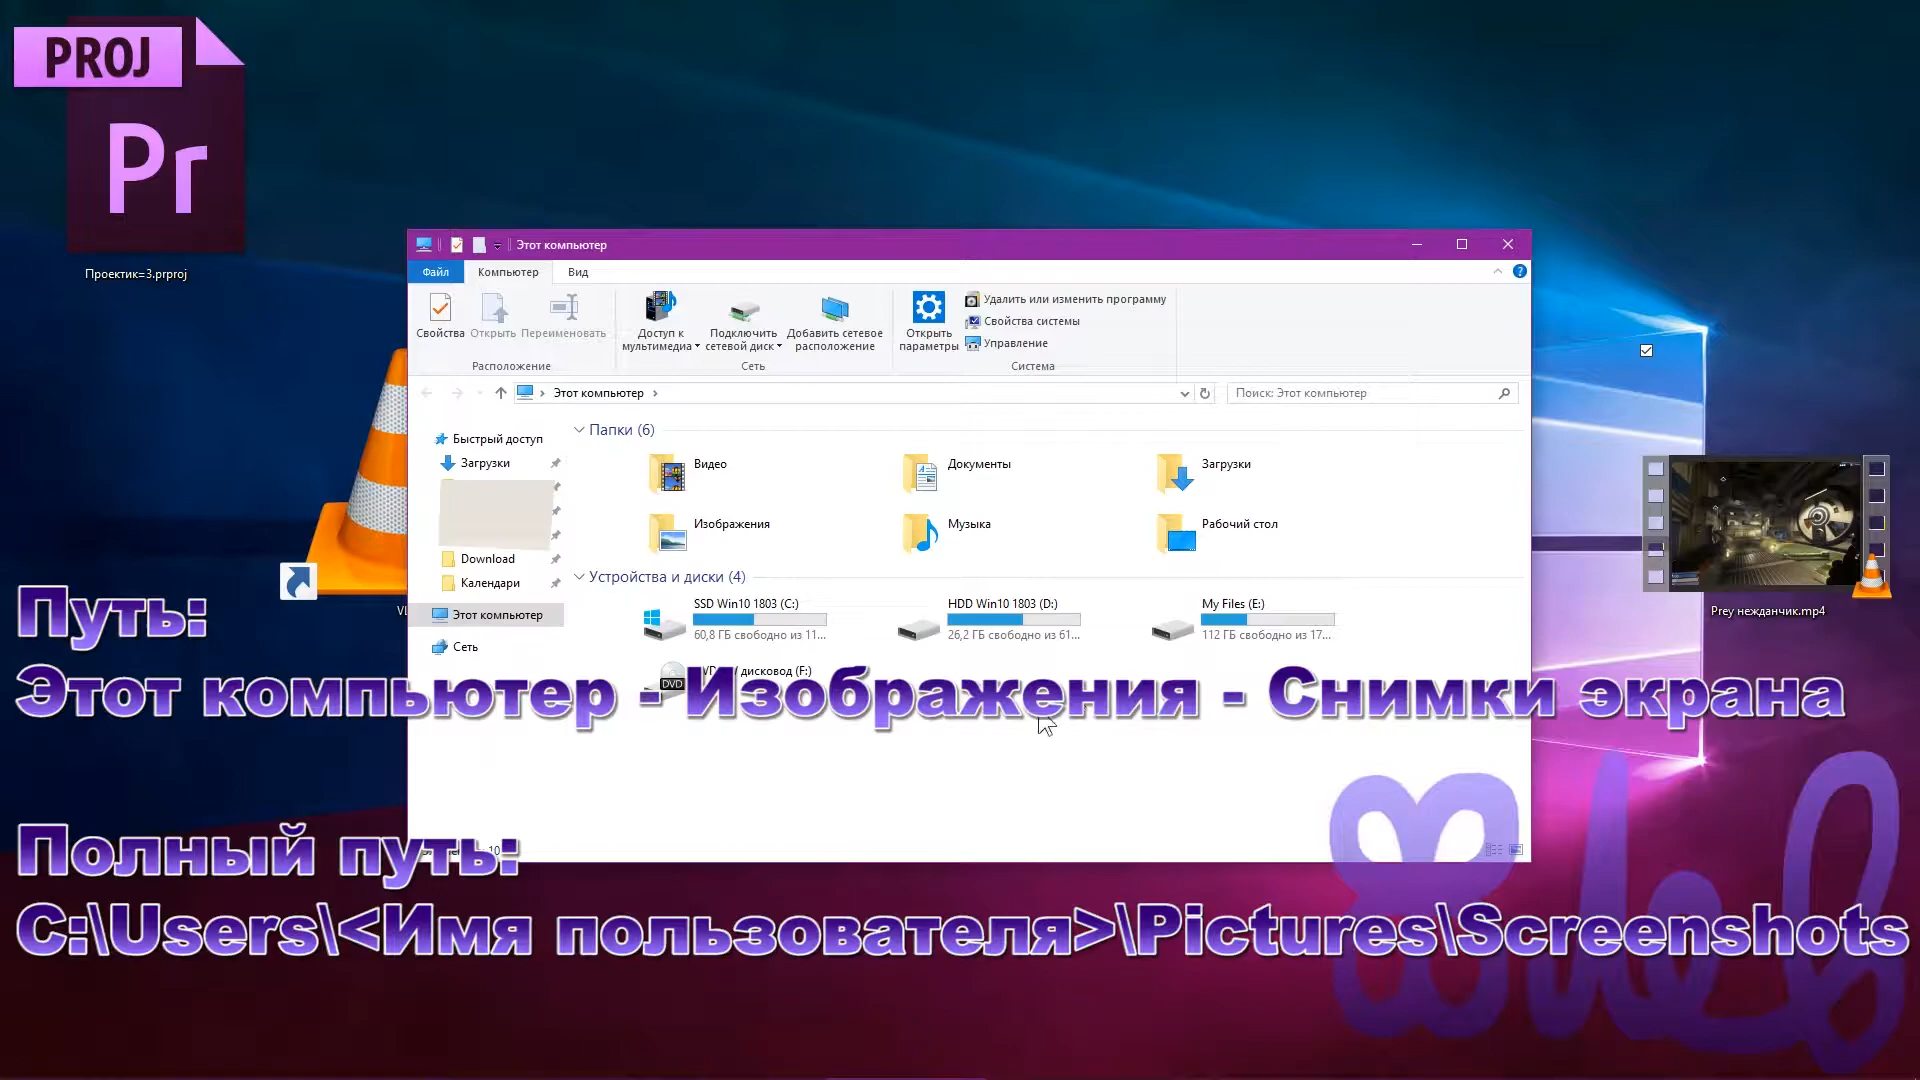 PROJ
Pr
Проектик=3.prproj
Этот компьютер
Файл
Компьютер
Вид
Свойства
Открыть
Переименовать
Расположение
Доступ к мультимедиа
Подключить сетевой диск
Добавить сетевое расположение
Сеть
Открыть параметры
Удалить или изменить программу
Свойства системы
Управление
Система
Этот компьютер
Поиск: Этот компьютер
Быстрый доступ
Загрузки
Download
Календари
Этот компьютер
Сеть
Папки (6)
Видео
Документы
Загрузки
Изображения
Музыка
Рабочий стол
Устройства и диски (4)
SSD Win10 1803 (C:)
60,8 ГБ свободно из 11...
HDD Win10 1803 (D:)
26,2 ГБ свободно из 61...
My Files (E:)
112 ГБ свободно из 17...
DVD
дисковод (F:)
Prey нежданчик.mp4
Путь:
Этот компьютер - Изображения - Снимки экрана
Полный путь:
C:\Users\<Имя пользователя>\Pictures\Screenshots